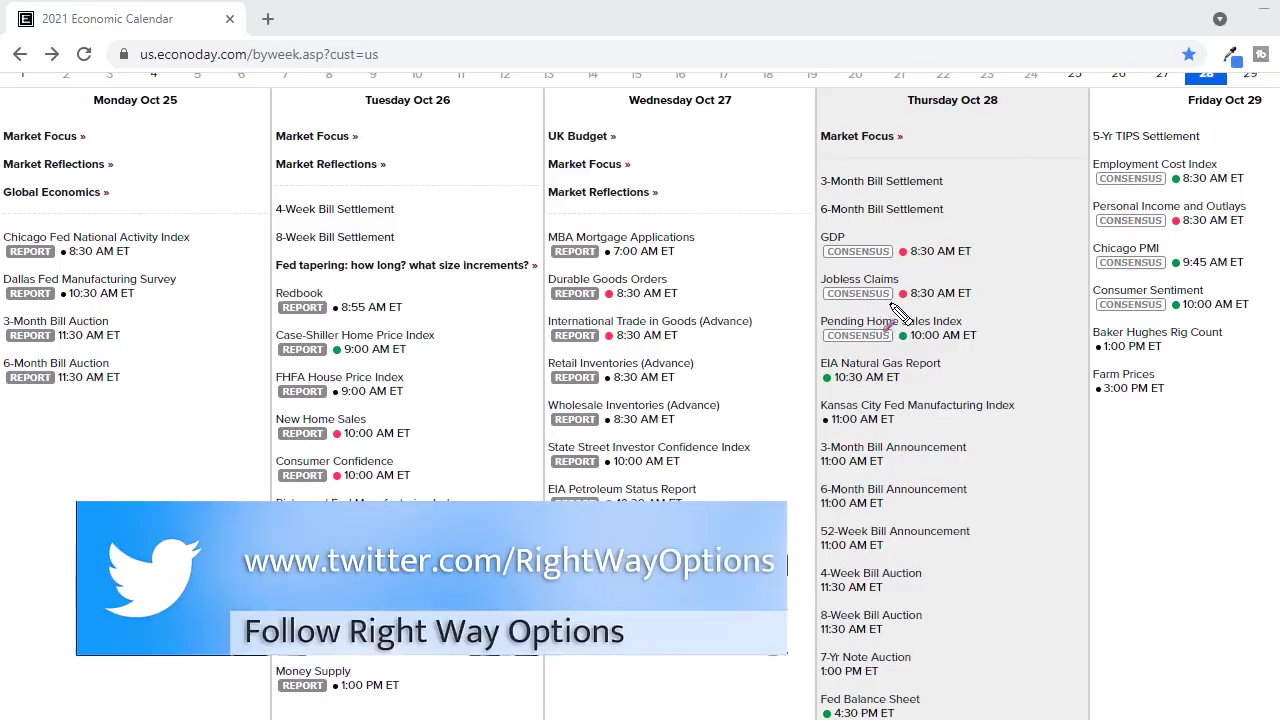 2021 Economic Calendar
us.econoday.com/byweek.asp?cust=us
1 2 3 4 5 6 7 8 9 10 11 12 13 14 15 16 17 18 19 20 21 22 23 24 25 26 27 28 29
Monday Oct 25
Market Focus »
Market Reflections »
Global Economics »
Chicago Fed National Activity Index
REPORT 8:30 AM ET
Dallas Fed Manufacturing Survey
REPORT 10:30 AM ET
3-Month Bill Auction
REPORT 11:30 AM ET
6-Month Bill Auction
REPORT 11:30 AM ET
Tuesday Oct 26
Market Focus »
Market Reflections »
4-Week Bill Settlement
8-Week Bill Settlement
Fed tapering: how long? what size increments? »
Redbook
REPORT 8:55 AM ET
Case-Shiller Home Price Index
REPORT 9:00 AM ET
FHFA House Price Index
REPORT 9:00 AM ET
New Home Sales
REPORT 10:00 AM ET
Consumer Confidence
REPORT 10:00 AM ET
Money Supply
REPORT 1:00 PM ET
Wednesday Oct 27
UK Budget »
Market Focus »
Market Reflections »
MBA Mortgage Applications
REPORT 7:00 AM ET
Durable Goods Orders
REPORT 8:30 AM ET
International Trade in Goods (Advance)
REPORT 8:30 AM ET
Retail Inventories (Advance)
REPORT 8:30 AM ET
Wholesale Inventories (Advance)
REPORT 8:30 AM ET
State Street Investor Confidence Index
REPORT 10:00 AM ET
EIA Petroleum Status Report
Thursday Oct 28
Market Focus »
3-Month Bill Settlement
6-Month Bill Settlement
GDP
CONSENSUS 8:30 AM ET
Jobless Claims
CONSENSUS 8:30 AM ET
Pending Home Sales Index
CONSENSUS 10:00 AM ET
EIA Natural Gas Report
10:30 AM ET
Kansas City Fed Manufacturing Index
11:00 AM ET
3-Month Bill Announcement
11:00 AM ET
6-Month Bill Announcement
11:00 AM ET
52-Week Bill Announcement
11:00 AM ET
4-Week Bill Auction
11:30 AM ET
8-Week Bill Auction
11:30 AM ET
7-Yr Note Auction
1:00 PM ET
Fed Balance Sheet
4:30 PM ET
Friday Oct 29
5-Yr TIPS Settlement
Employment Cost Index
CONSENSUS 8:30 AM ET
Personal Income and Outlays
CONSENSUS 8:30 AM ET
Chicago PMI
CONSENSUS 9:45 AM ET
Consumer Sentiment
CONSENSUS 10:00 AM ET
Baker Hughes Rig Count
1:00 PM ET
Farm Prices
3:00 PM ET
www.twitter.com/RightWayOptions
Follow Right Way Options